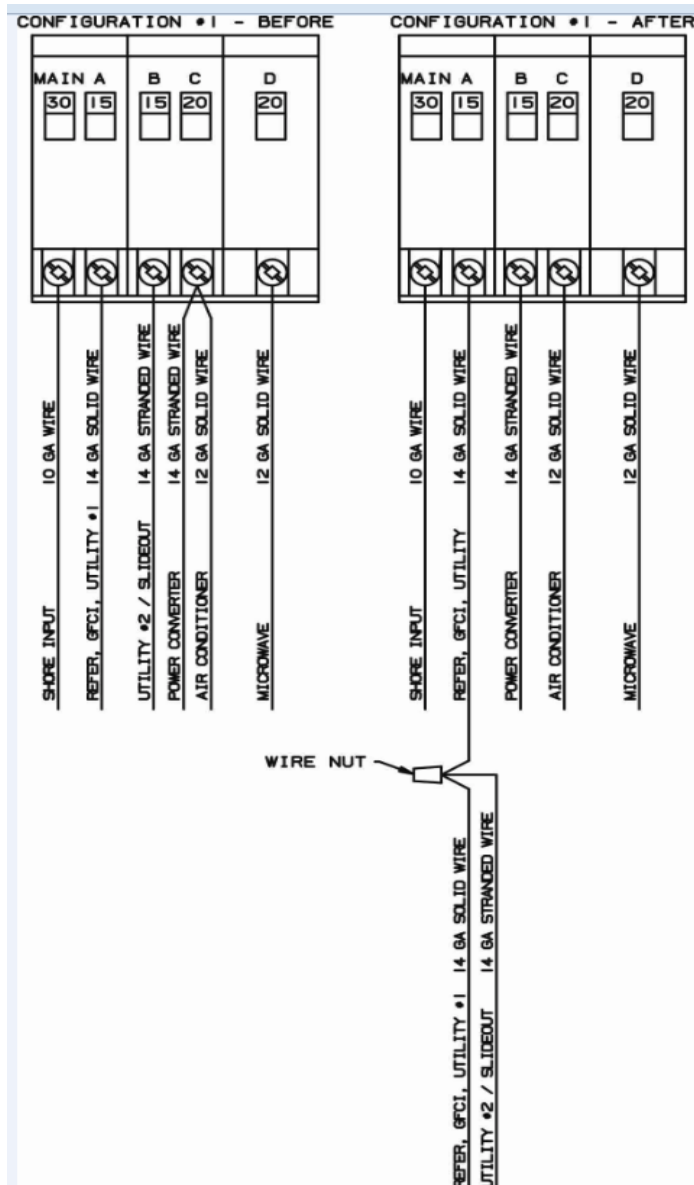 CONFIGURATION #1 - BEFORE
MAIN A B C D
30 15 15 20 20
SHORE INPUT 10 GA WIRE
REFER, GFCI, UTILITY #1 14 GA SOLID WIRE
UTILITY #2 / SLIDEOUT 14 GA STRANDED WIRE
POWER CONVERTER 14 GA STRANDED WIRE
AIR CONDITIONER 12 GA SOLID WIRE
MICROWAVE 12 GA SOLID WIRE
CONFIGURATION #1 - AFTER
MAIN A B C D
30 15 15 20 20
SHORE INPUT 10 GA WIRE
REFER, GFCI, UTILITY 14 GA SOLID WIRE
POWER CONVERTER 14 GA STRANDED WIRE
AIR CONDITIONER 12 GA SOLID WIRE
MICROWAVE 12 GA SOLID WIRE
WIRE NUT
REFER, GFCI, UTILITY #1 14 GA SOLID WIRE
UTILITY #2 / SLIDEOUT 14 GA STRANDED WIRE